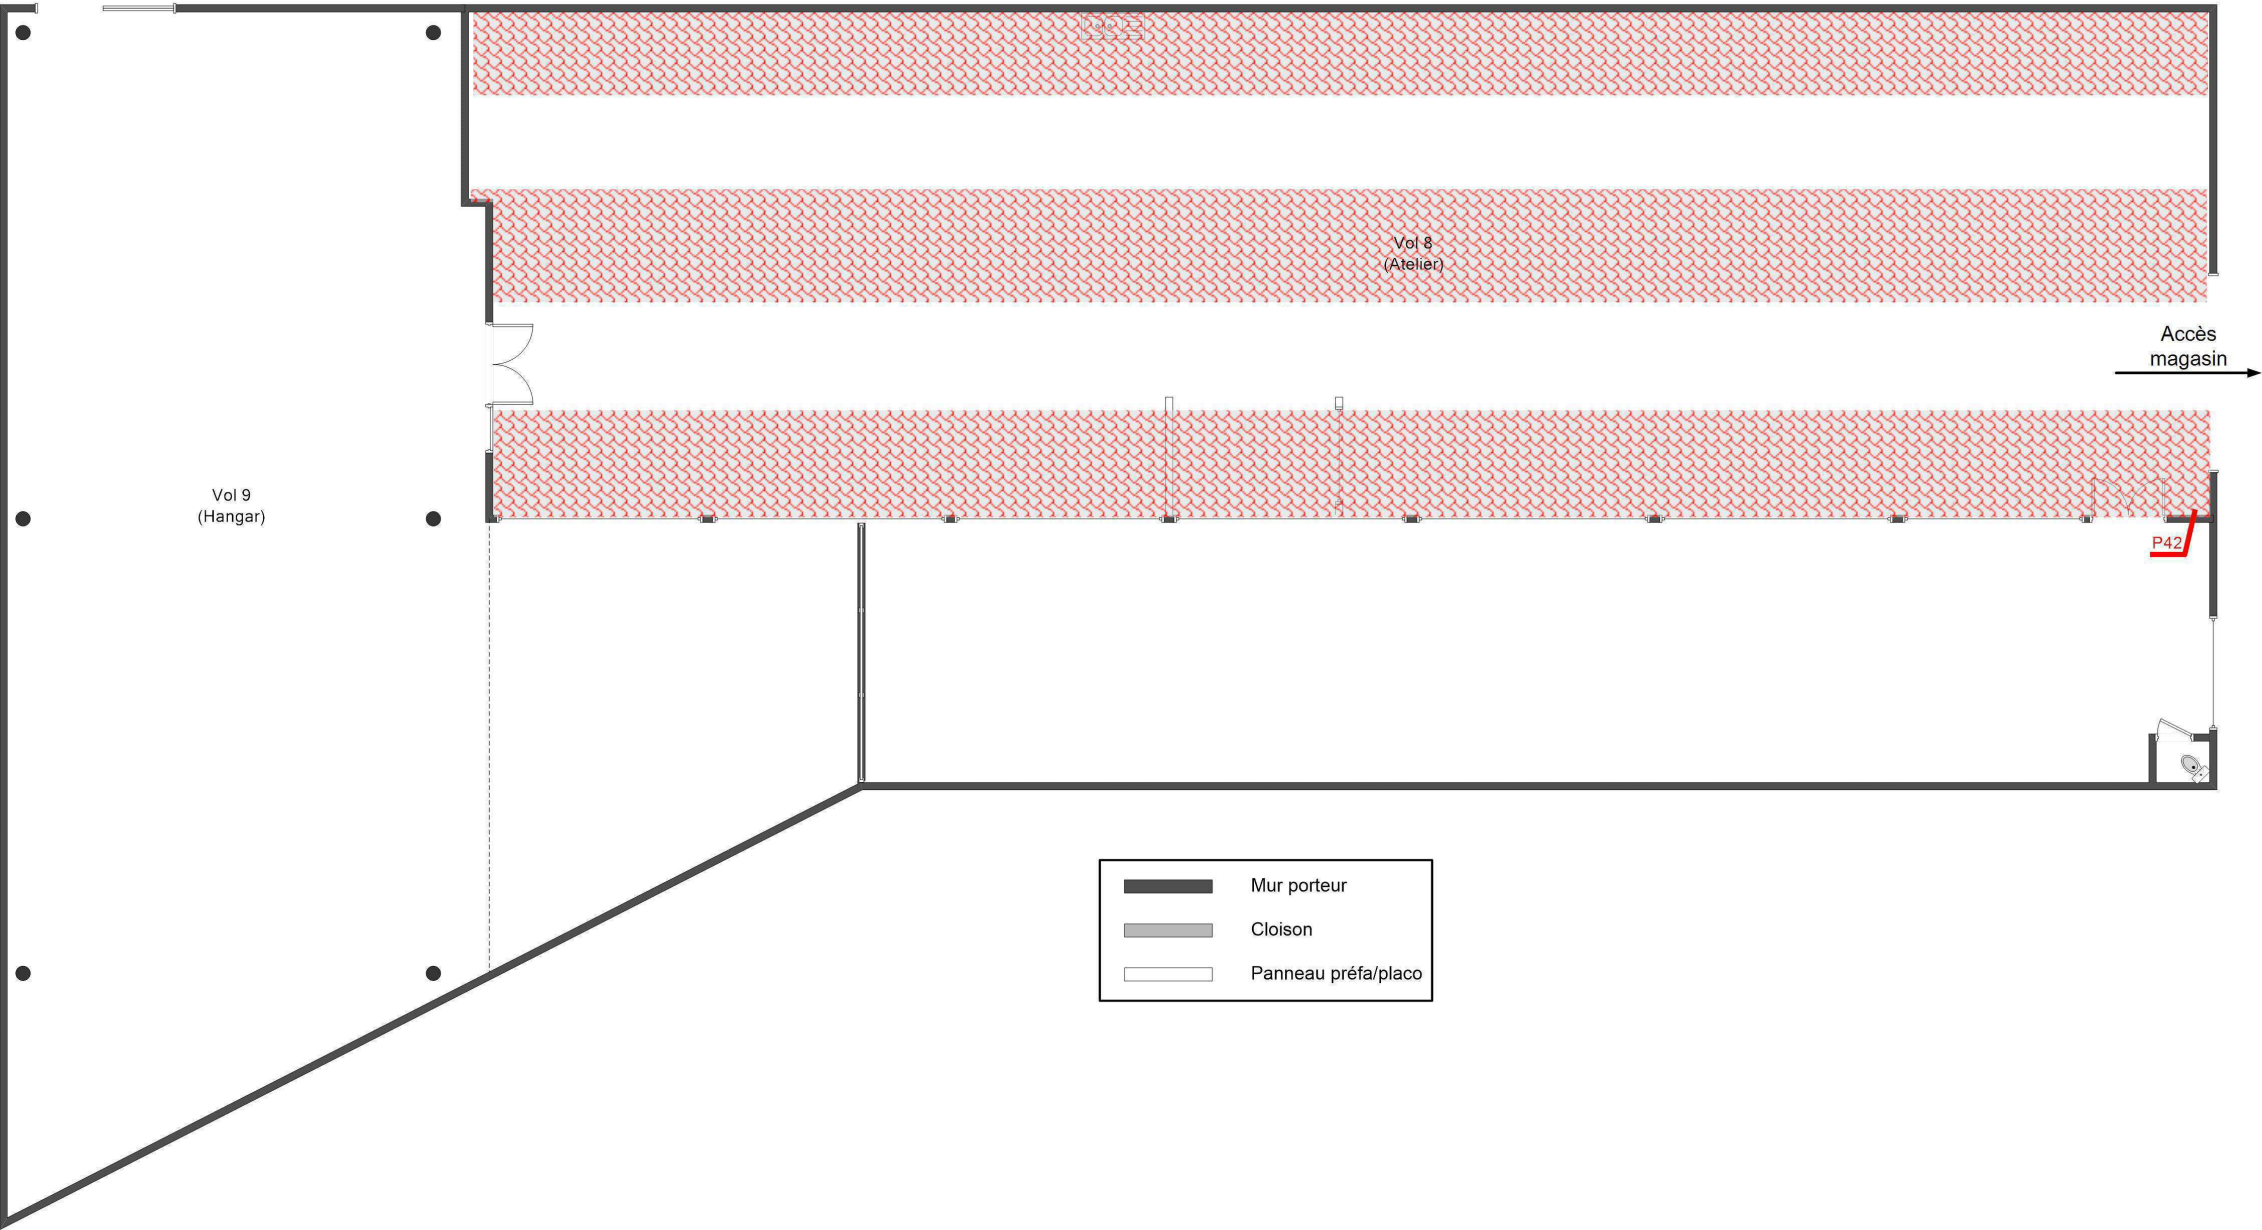 Vol 8
(Atelier)
Accès
magasin
Vol 9
(Hangar)
P42
Mur porteur
Cloison
Panneau préfa/placo